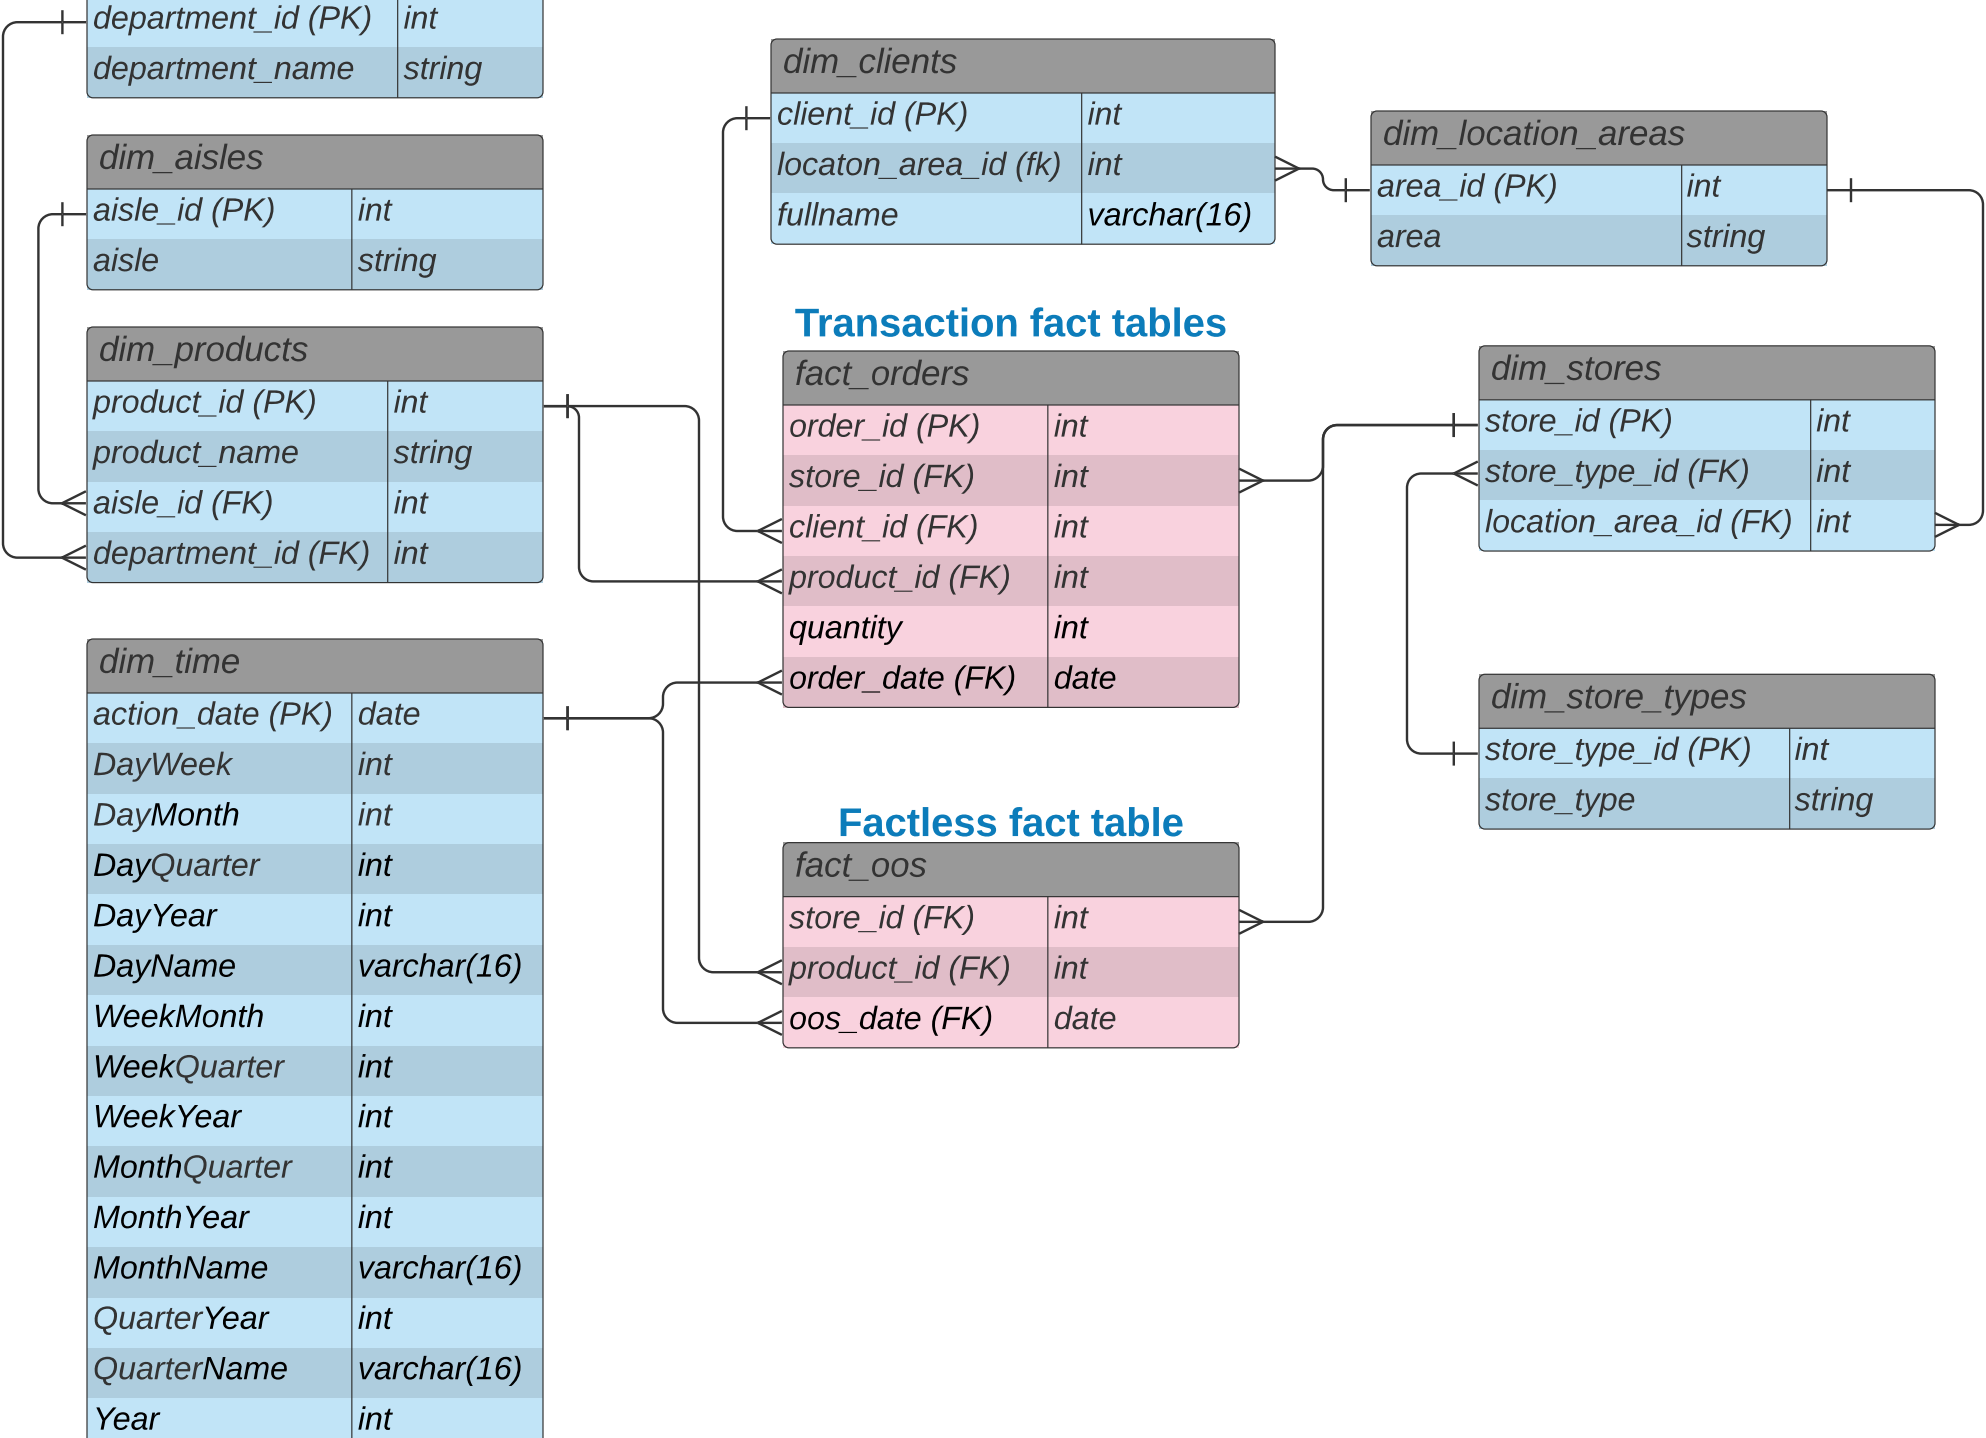 department_id (PK) int
department_name string
dim_aisles
aisle_id (PK) int
aisle string
dim_products
product_id (PK) int
product_name string
aisle_id (FK) int
department_id (FK) int
dim_time
action_date (PK) date
DayWeek int
DayMonth int
DayQuarter int
DayYear int
DayName varchar(16)
WeekMonth int
WeekQuarter int
WeekYear int
MonthQuarter int
MonthYear int
MonthName varchar(16)
QuarterYear int
QuarterName varchar(16)
Year int
dim_clients
client_id (PK) int
locaton_area_id (fk) int
fullname varchar(16)
Transaction fact tables
fact_orders
order_id (PK) int
store_id (FK) int
client_id (FK) int
product_id (FK) int
quantity int
order_date (FK) date
Factless fact table
fact_oos
store_id (FK) int
product_id (FK) int
oos_date (FK) date
dim_location_areas
area_id (PK) int
area string
dim_stores
store_id (PK) int
store_type_id (FK) int
location_area_id (FK) int
dim_store_types
store_type_id (PK) int
store_type string